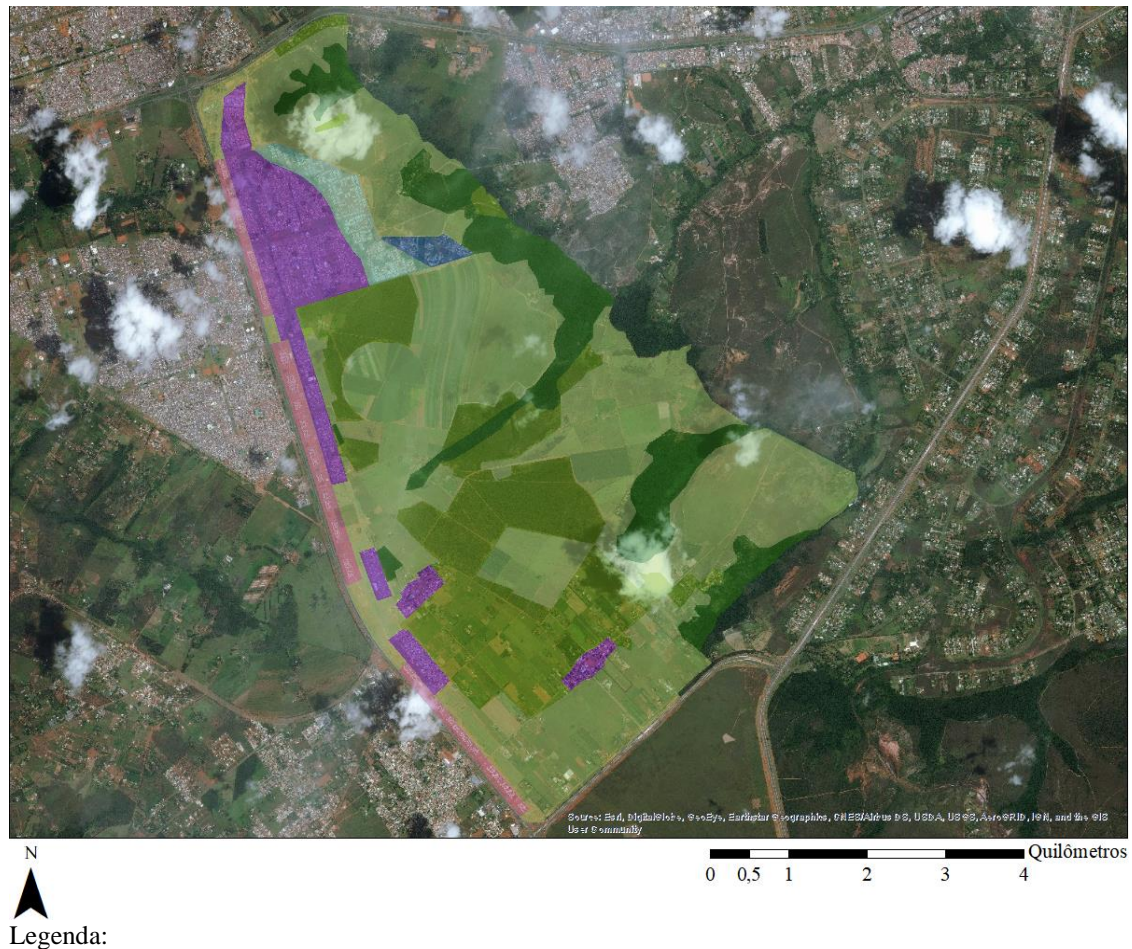 Source: Esri, DigitalGlobe, GeoEye, Earthstar Geographics, CNES/Airbus DS, USDA, USGS, AeroGRID, IGN, and the GIS
User Community
N
Quilômetros
0 0,5 1 2 3 4
Legenda: